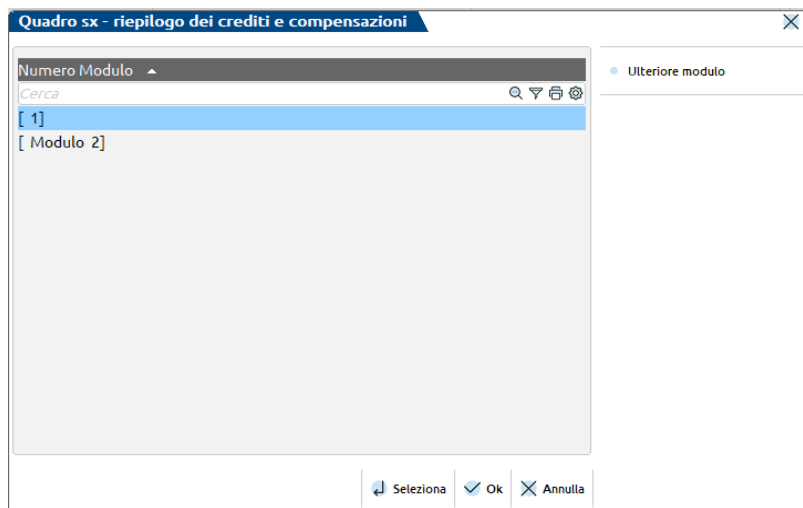 Quadro sx - riepilogo dei crediti e compensazioni
Numero Modulo
Ulteriore modulo
Cerca
[ 1]
[ Modulo 2]
Seleziona Ok Annulla